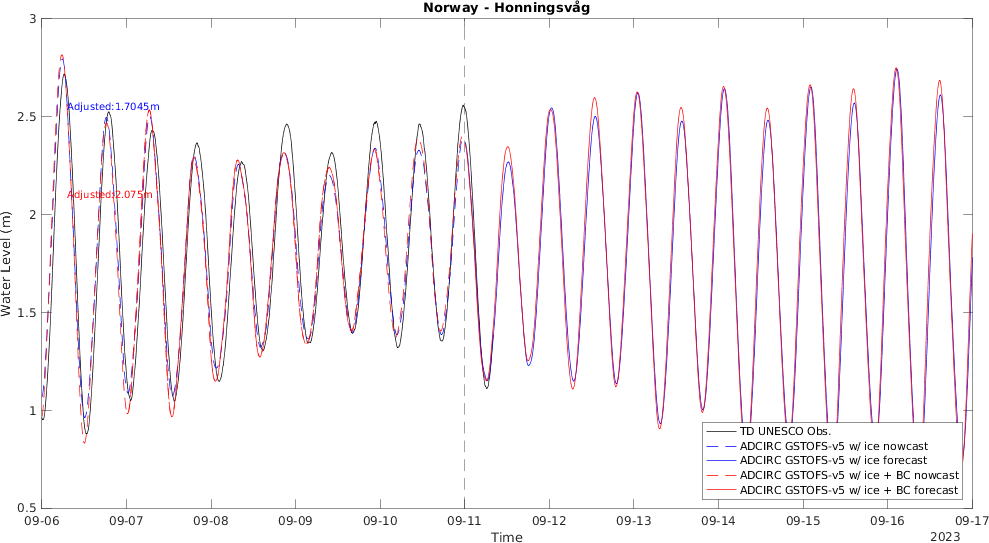 Norway - Honningsvåg
3
2.5
2
1.5
1
0.5
Water Level (m)
Adjusted:1.7045m
Adjusted:2.075m
TD UNESCO Obs.
ADCIRC GSTOFS-v5 w/ ice nowcast
ADCIRC GSTOFS-v5 w/ ice forecast
ADCIRC GSTOFS-v5 w/ ice + BC nowcast
ADCIRC GSTOFS-v5 w/ ice + BC forecast
09-06 09-07 09-08 09-09 09-10 09-11 09-12 09-13 09-14 09-15 09-16 09-17
Time
2023